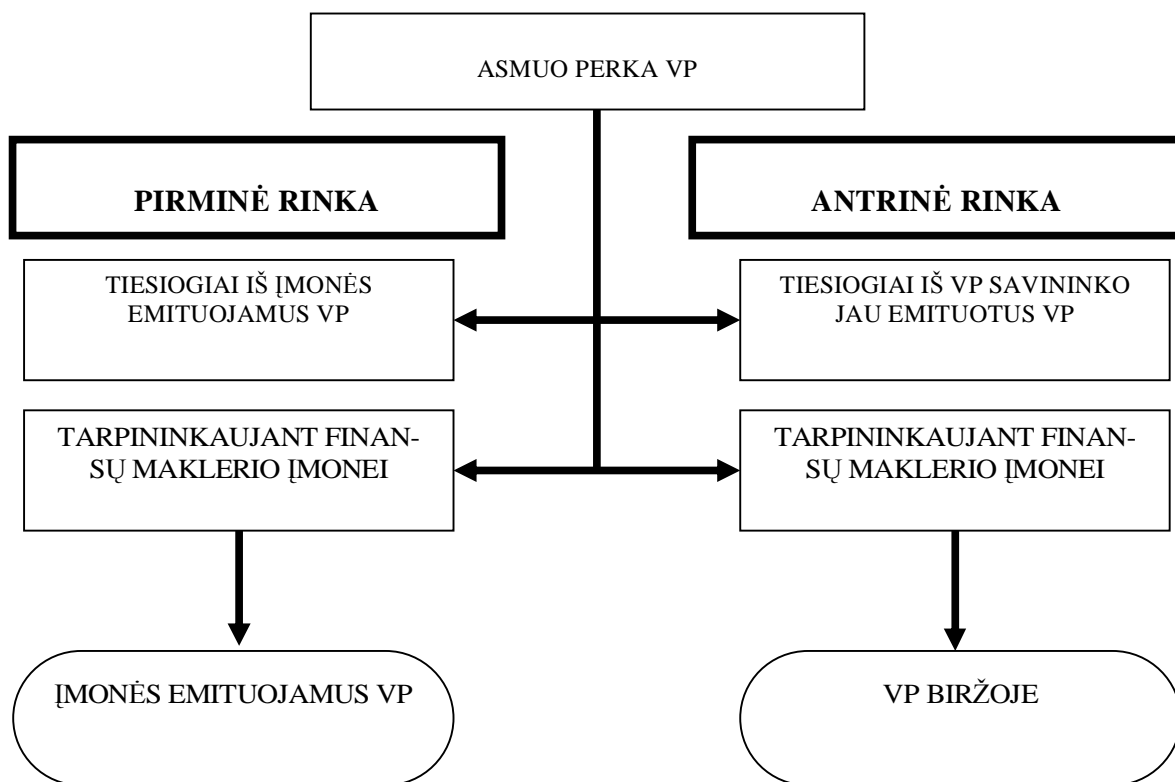 ASMUO PERKA VP
PIRMINĖ RINKA
ANTRINĖ RINKA
TIESIOGIAI IŠ ĮMONĖS
EMITUOJAMUS VP
TIESIOGIAI IŠ VP SAVININKO
JAU EMITUOTUS VP
TARPININKAUJANT FINAN-
SŲ MAKLERIO ĮMONEI
TARPININKAUJANT FINAN-
SŲ MAKLERIO ĮMONEI
ĮMONĖS EMITUOJAMUS VP
VP BIRŽOJE